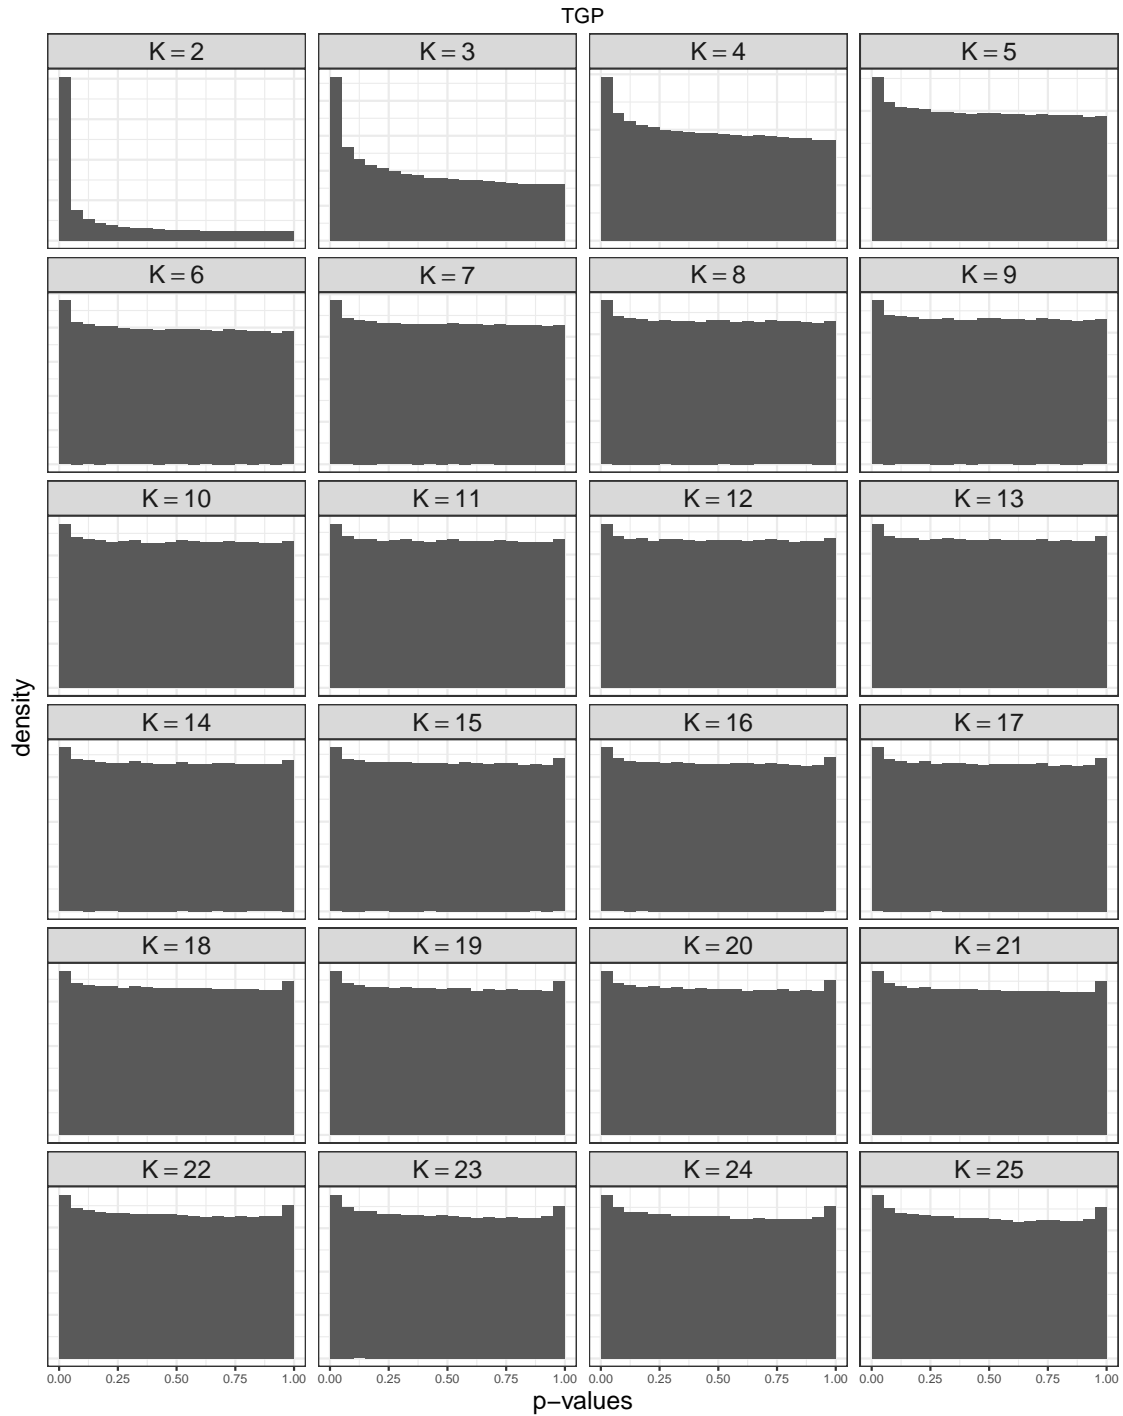 TGP
K = 2 K = 3 K = 4 K = 5
K = 6 K = 7 K = 8 K = 9
K = 10 K = 11 K = 12 K = 13
K = 14 K = 15 K = 16 K = 17
K = 18 K = 19 K = 20 K = 21
K = 22 K = 23 K = 24 K = 25
density
0.00 0.25 0.50 0.75 1.00 0.00 0.25 0.50 0.75 1.00 0.00 0.25 0.50 0.75 1.00 0.00 0.25 0.50 0.75 1.00
p−values